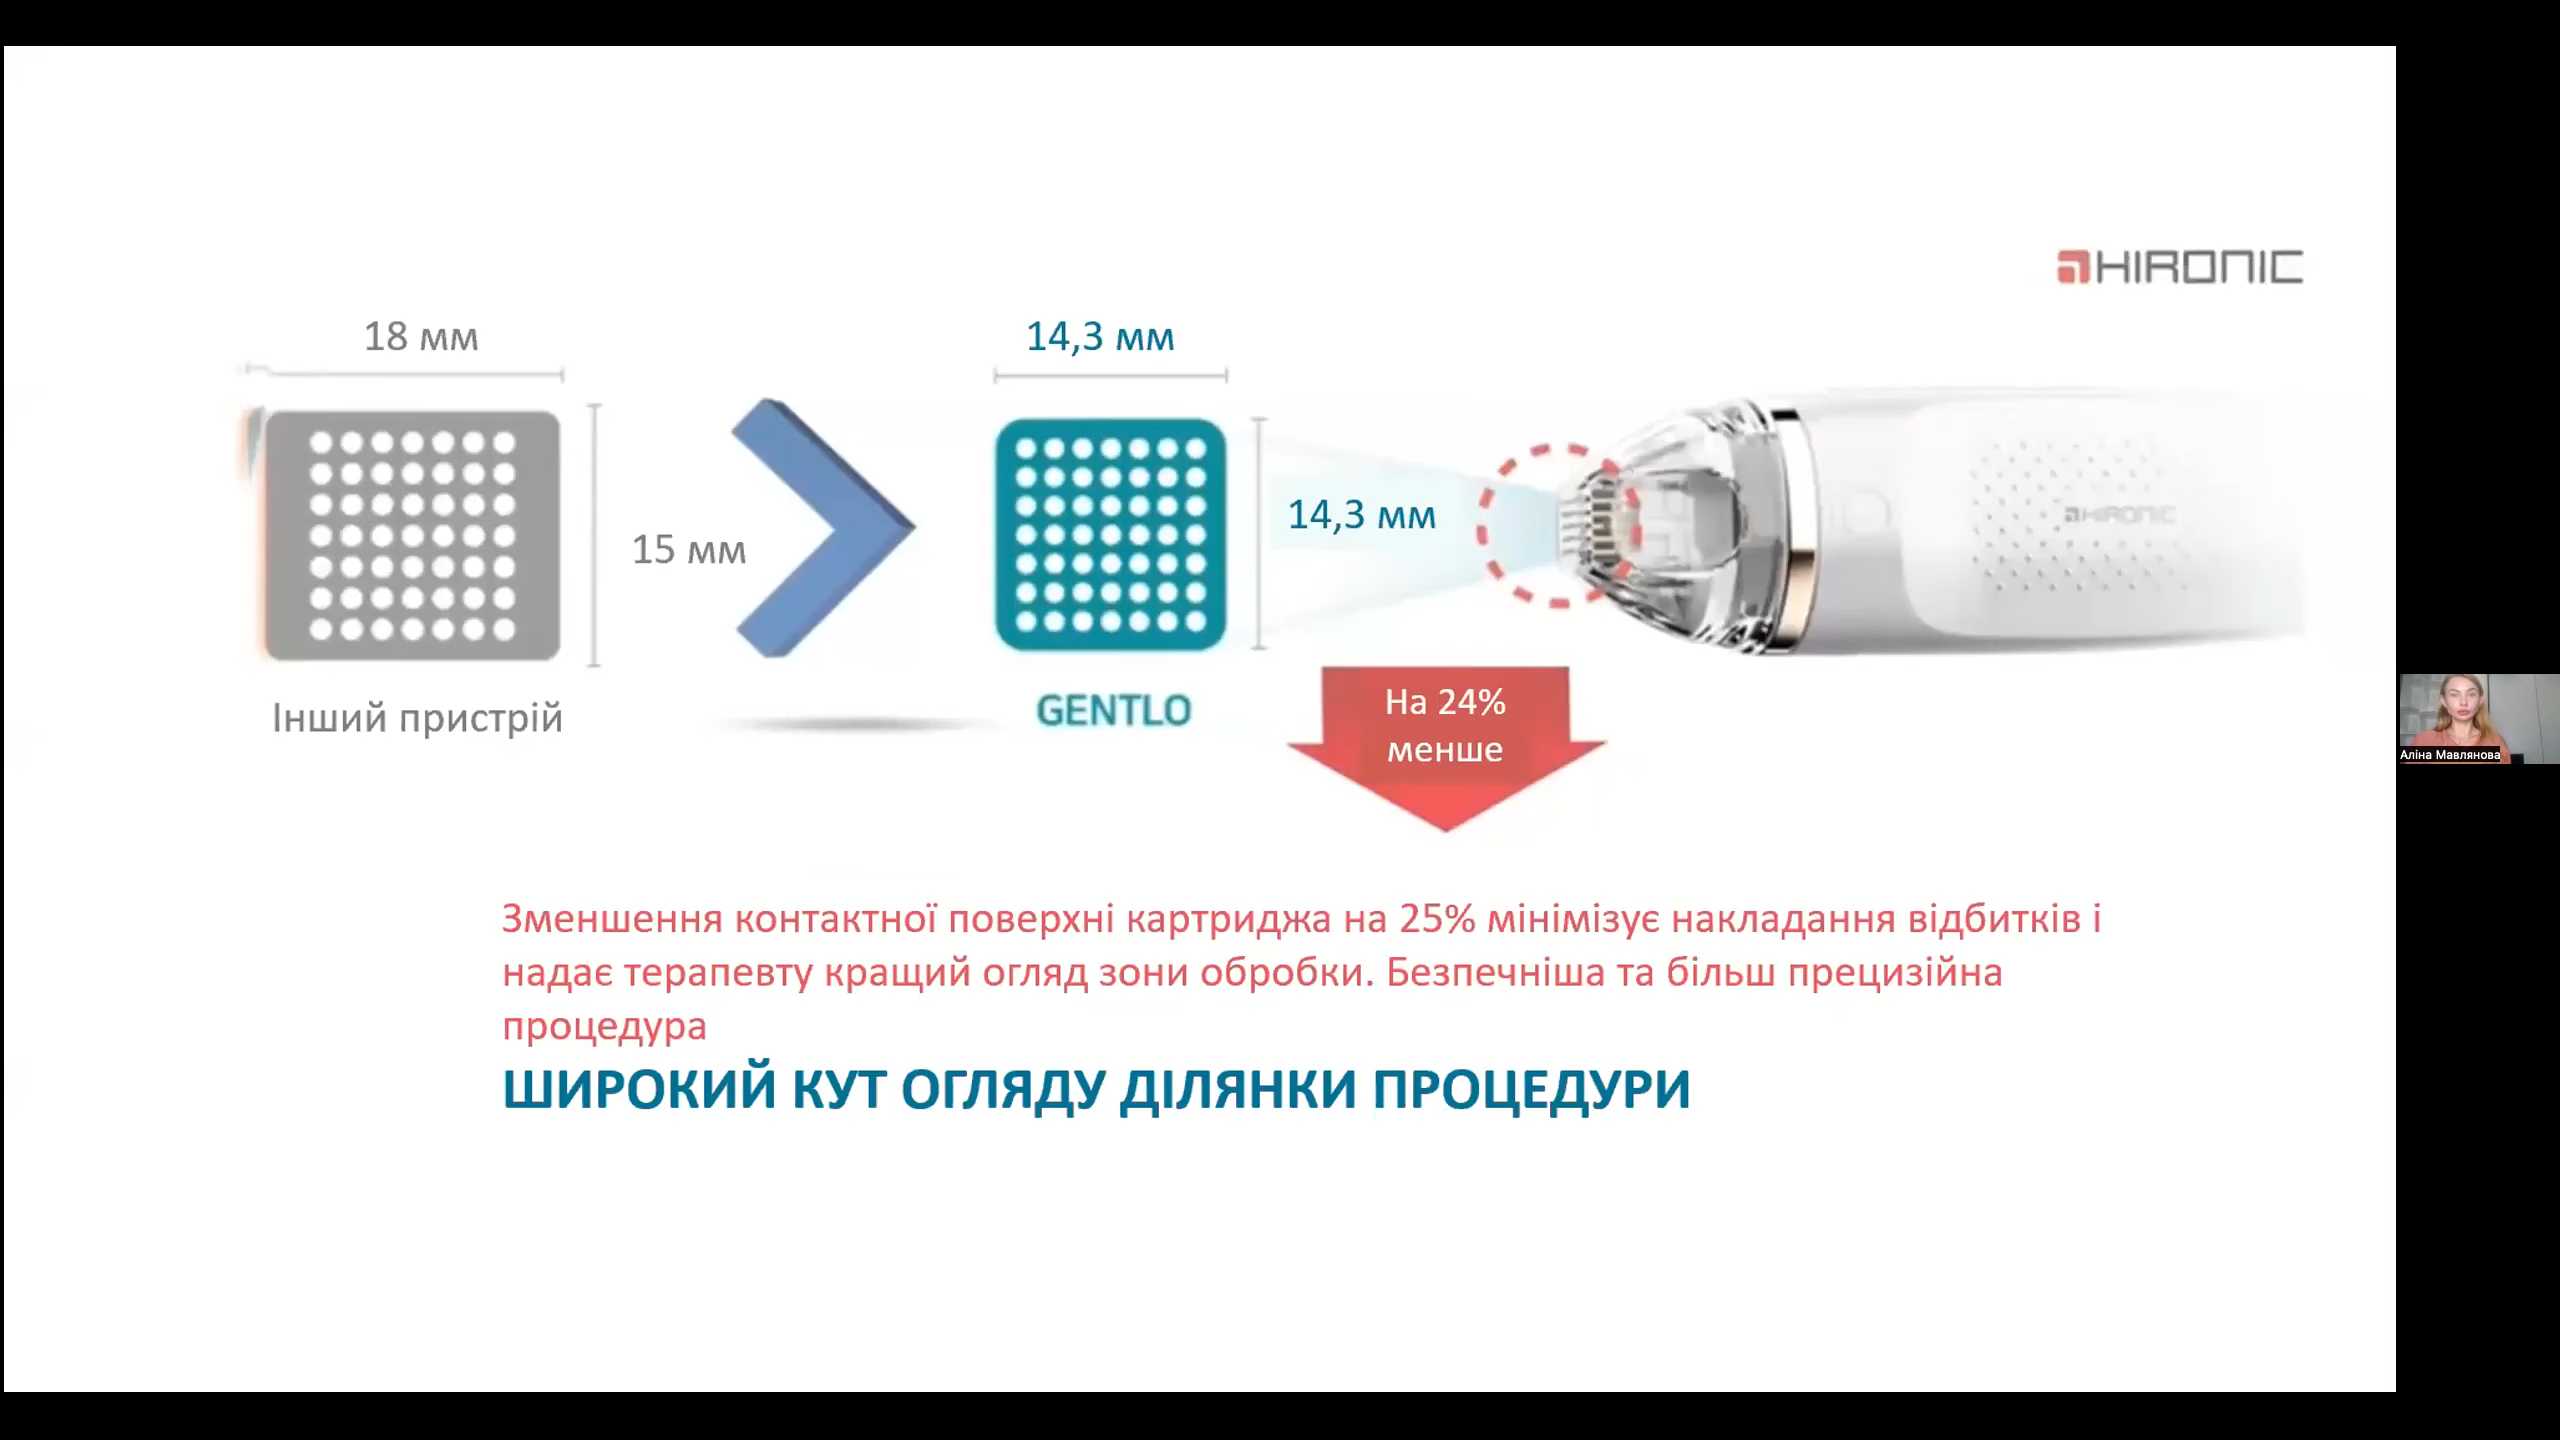 HIRONIC
18 мм
14,3 мм
15 мм
14,3 мм
HIRONIC
Інший пристрій
GENTLO
На 24%
менше
Зменшення контактної поверхні картриджа на 25% мінімізує накладання відбитків і
надає терапевту кращий огляд зони обробки. Безпечніша та більш прецизійна
процедура
ШИРОКИЙ КУТ ОГЛЯДУ ДІЛЯНКИ ПРОЦЕДУРИ
Аліна Мавлянова